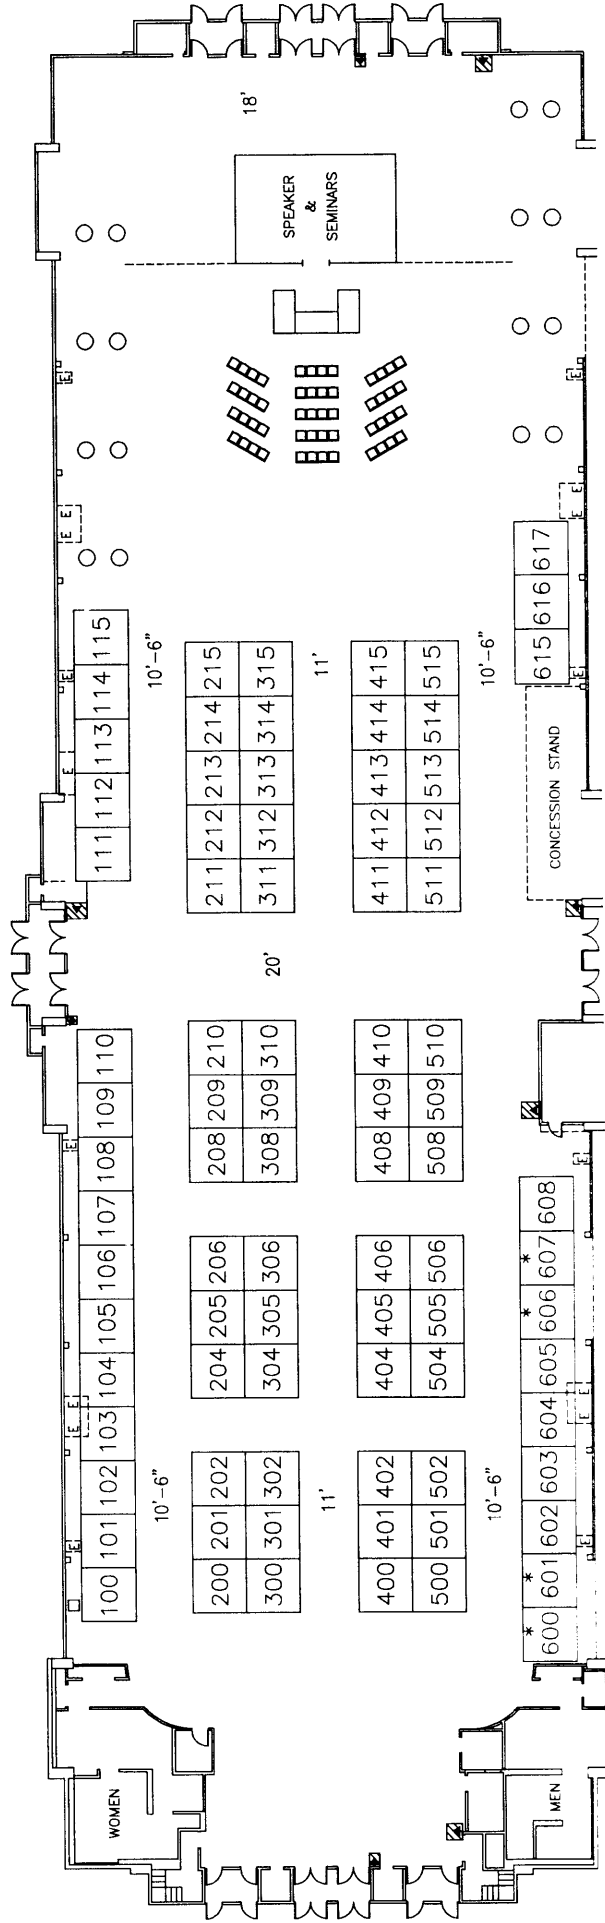 E E E E E E E E E
WOMEN
100 101 102 103 104 105 106 107 108 109 110 111 112 113 114 115
10'-6" 10'-6"
200 201 202 204 205 206 208 209 210 211 212 213 214 215
18'
300 301 302 304 305 306 308 309 310 311 312 313 314 315
20'
SPEAKER
&
SEMINARS
11' 11'
400 401 402 404 405 406 408 409 410 411 412 413 414 415
500 501 502 504 505 506 508 509 510 511 512 513 514 515
10'-6" 10'-6"
* * * *
600 601 602 603 604 605 606 607 608 615 616 617
MEN
CONCESSION STAND
E E E E E E E E